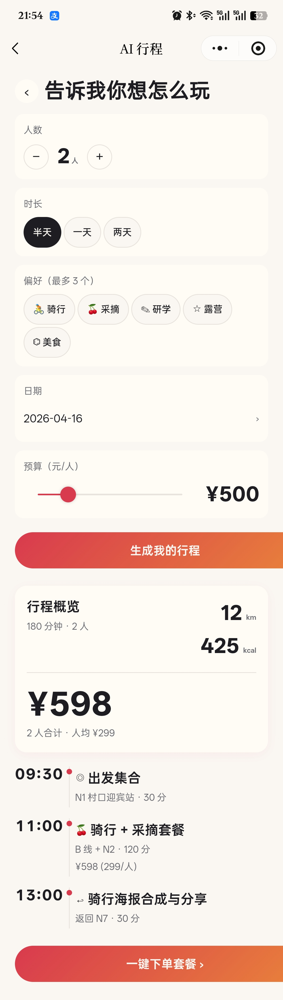 21:54 支 5G 5G 32
AI 行程
‹ 告诉我你想怎么玩
人数
− 2 人 +
时长
半天 一天 两天
偏好（最多 3 个）
🚴 骑行 🍒 采摘 ✎ 研学 ☆ 露营
⌬ 美食
日期
2026-04-16 ›
预算（元/人）
¥500
生成我的行程
行程概览
12 km
180 分钟 · 2 人
425 kcal
¥598
2 人合计 · 人均 ¥299
09:30 ◎ 出发集合
N1 村口迎宾站 · 30 分
11:00 🍒 骑行 + 采摘套餐
B 线 + N2 · 120 分
¥598 (299/人)
13:00 ↩ 骑行海报合成与分享
返回 N7 · 30 分
一键下单套餐 ›